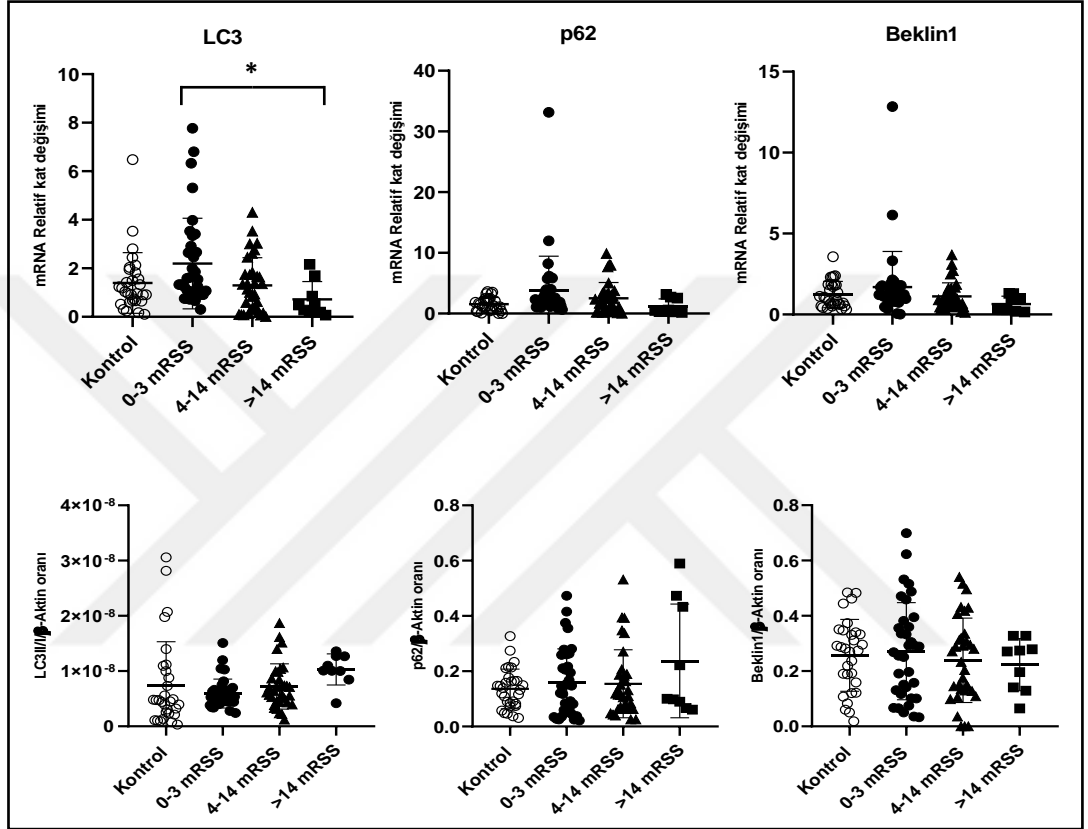 LC3
p62
Beklin1
*
mRNA Relatif kat değişimi
10
8
6
4
2
0
Kontrol
0-3 mRSS
4-14 mRSS
>14 mRSS
mRNA Relatif kat değişimi
40
30
20
10
0
Kontrol
0-3 mRSS
4-14 mRSS
>14 mRSS
mRNA Relatif kat değişimi
15
10
5
0
Kontrol
0-3 mRSS
4-14 mRSS
>14 mRSS
LC3II/I/β-Aktin oranı
4×10⁻⁸
3×10⁻⁸
2×10⁻⁸
1×10⁻⁸
0
Kontrol
0-3 mRSS
4-14 mRSS
>14 mRSS
p62/β-Aktin oranı
0.8
0.6
0.4
0.2
0.0
Kontrol
0-3 mRSS
4-14 mRSS
>14 mRSS
Beklin1/β-Aktin oranı
0.8
0.6
0.4
0.2
0.0
Kontrol
0-3 mRSS
4-14 mRSS
>14 mRSS